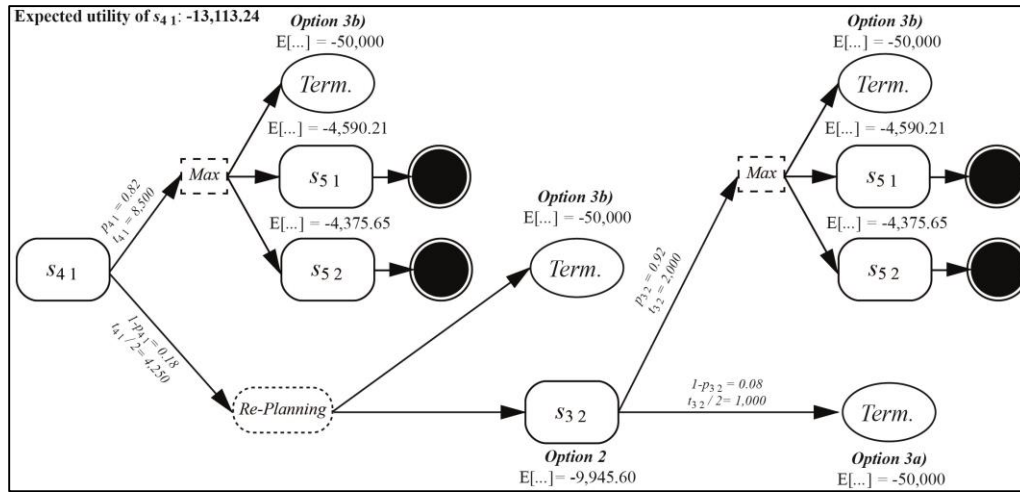 Expected utility of s4 1: -13,113.24
Option 3b)
E[...] = -50,000
Term.
E[...] = -4,590.21
Max
s5 1
E[...] = -4,375.65
s5 2
p4 1 = 0.82
t4 1 = 8,500
s4 1
1-p4 1 = 0.18
t4 1 / 2= 4,250
Re-Planning
Option 3b)
E[...] = -50,000
Term.
s3 2
Option 2
E[...] = -9,945.60
p3 2 = 0.92
t3 2 = 2,000
Option 3b)
E[...] = -50,000
Term.
E[...] = -4,590.21
Max
s5 1
E[...] = -4,375.65
s5 2
1-p3 2 = 0.08
t3 2 / 2= 1,000
Term.
Option 3a)
E[...] = -50,000